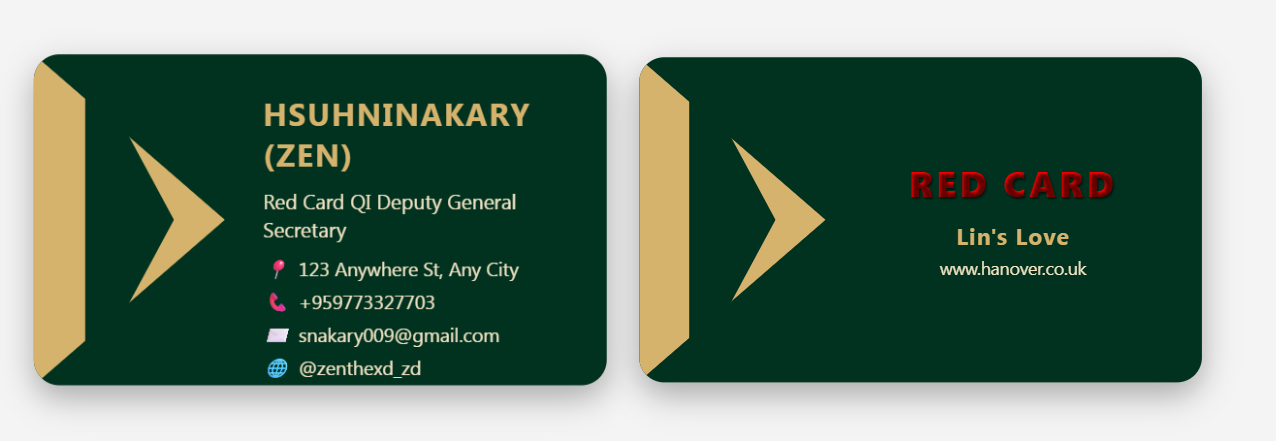 HSUHNINAKARY
(ZEN)
Red Card QI Deputy General
Secretary
123 Anywhere St, Any City
+959773327703
snakary009@gmail.com
@zenthexd_zd
RED CARD
Lin's Love
www.hanover.co.uk